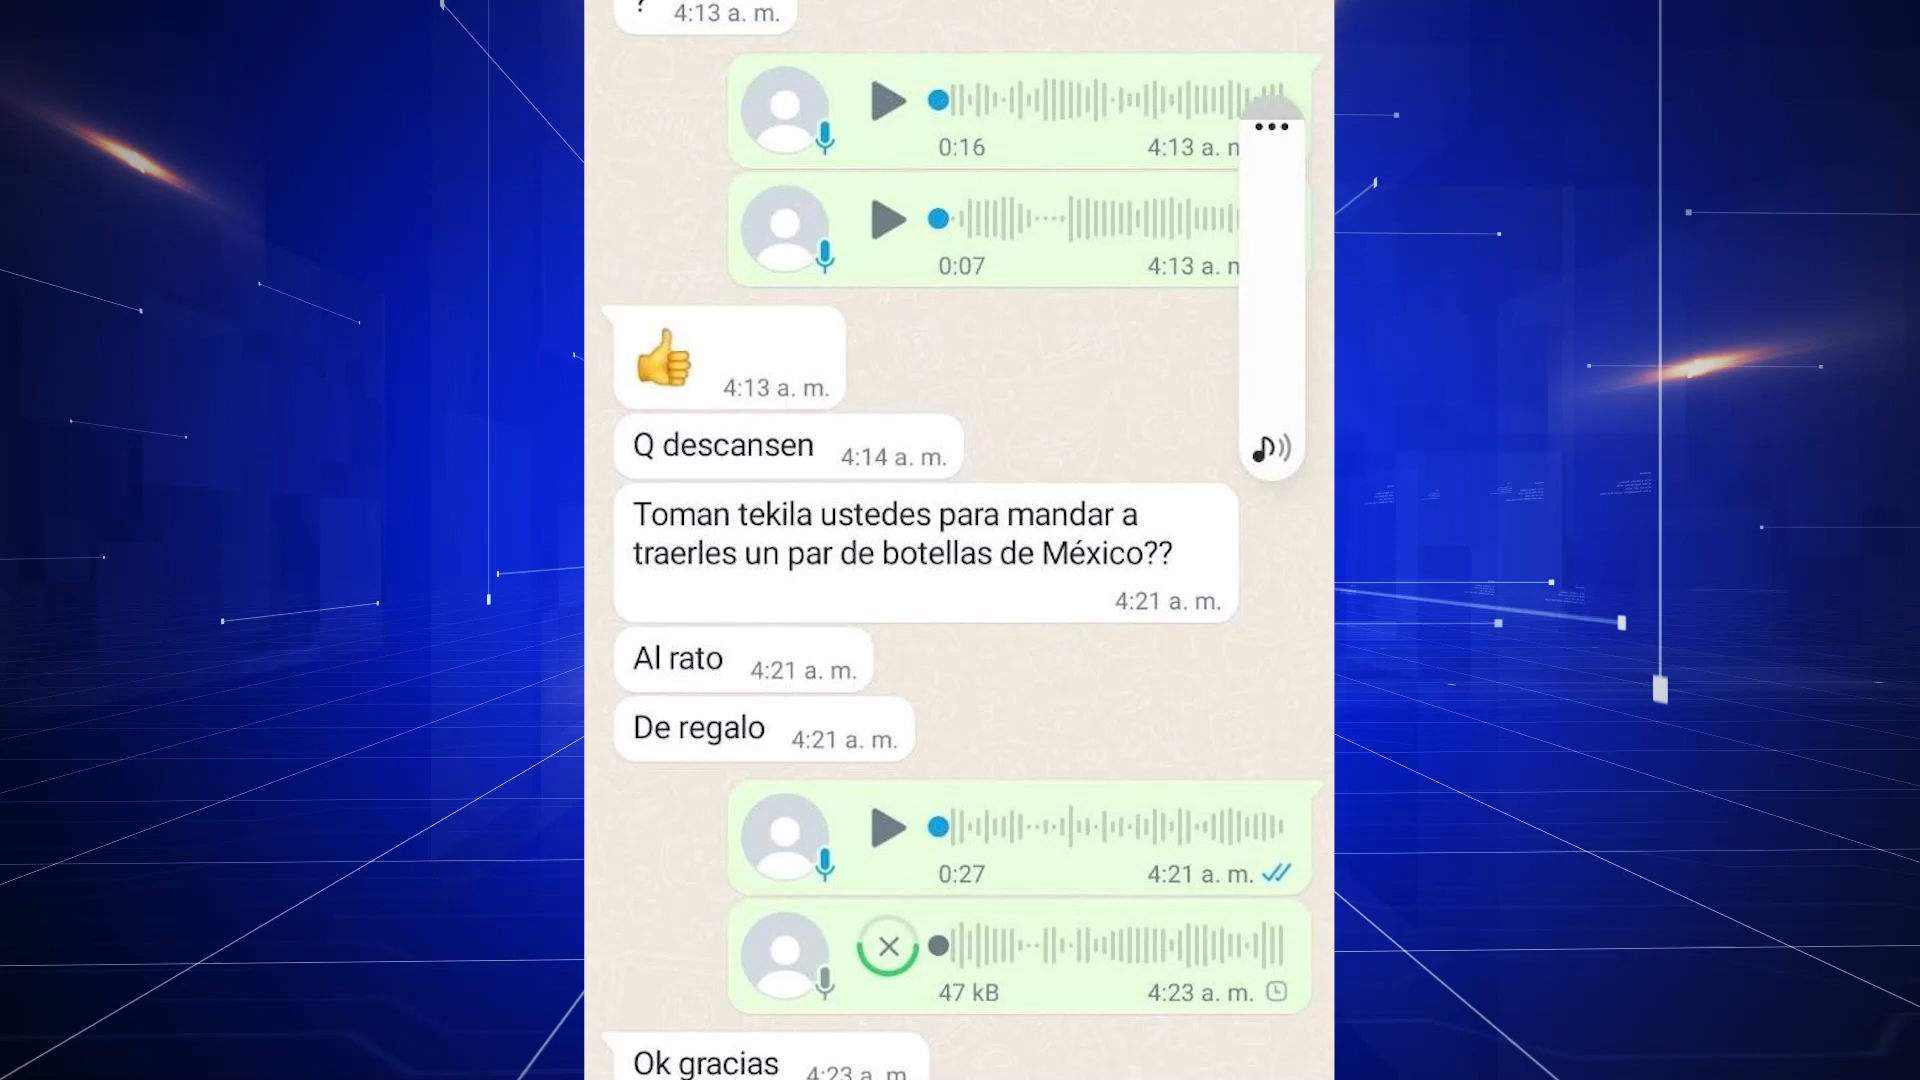 ? 4:13 a. m.
0:16 4:13 a. m
0:07 4:13 a. m
4:13 a. m.
Q descansen 4:14 a. m.
Toman tekila ustedes para mandar a
traerles un par de botellas de México??
4:21 a. m.
Al rato 4:21 a. m.
De regalo 4:21 a. m.
0:27 4:21 a. m.
47 kB 4:23 a. m.
Ok gracias 4:23 a. m.